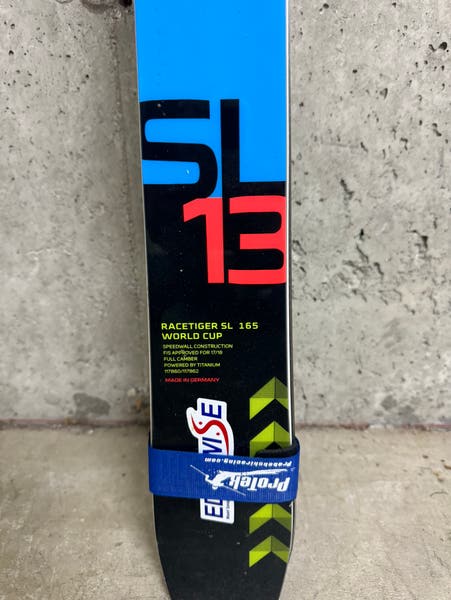 SL
13
RACETIGER SL 165
WORLD CUP
SPEEDWALL CONSTRUCTION
FIS APPROVED FOR 17/18
FULL CAMBER
POWERED BY TITANIUM
117860/117862
MADE IN GERMANY
Protek